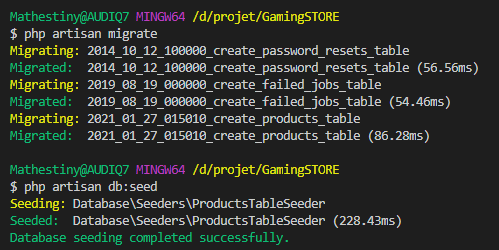 Mathestiny@AUDIQ7 MINGW64 /d/projet/GamingSTORE
$ php artisan migrate
Migrating: 2014_10_12_100000_create_password_resets_table
Migrated:  2014_10_12_100000_create_password_resets_table (56.56ms)
Migrating: 2019_08_19_000000_create_failed_jobs_table
Migrated:  2019_08_19_000000_create_failed_jobs_table (54.46ms)
Migrating: 2021_01_27_015010_create_products_table
Migrated:  2021_01_27_015010_create_products_table (86.28ms)

Mathestiny@AUDIQ7 MINGW64 /d/projet/GamingSTORE
$ php artisan db:seed
Seeding: Database\Seeders\ProductsTableSeeder
Seeded:  Database\Seeders\ProductsTableSeeder (228.43ms)
Database seeding completed successfully.